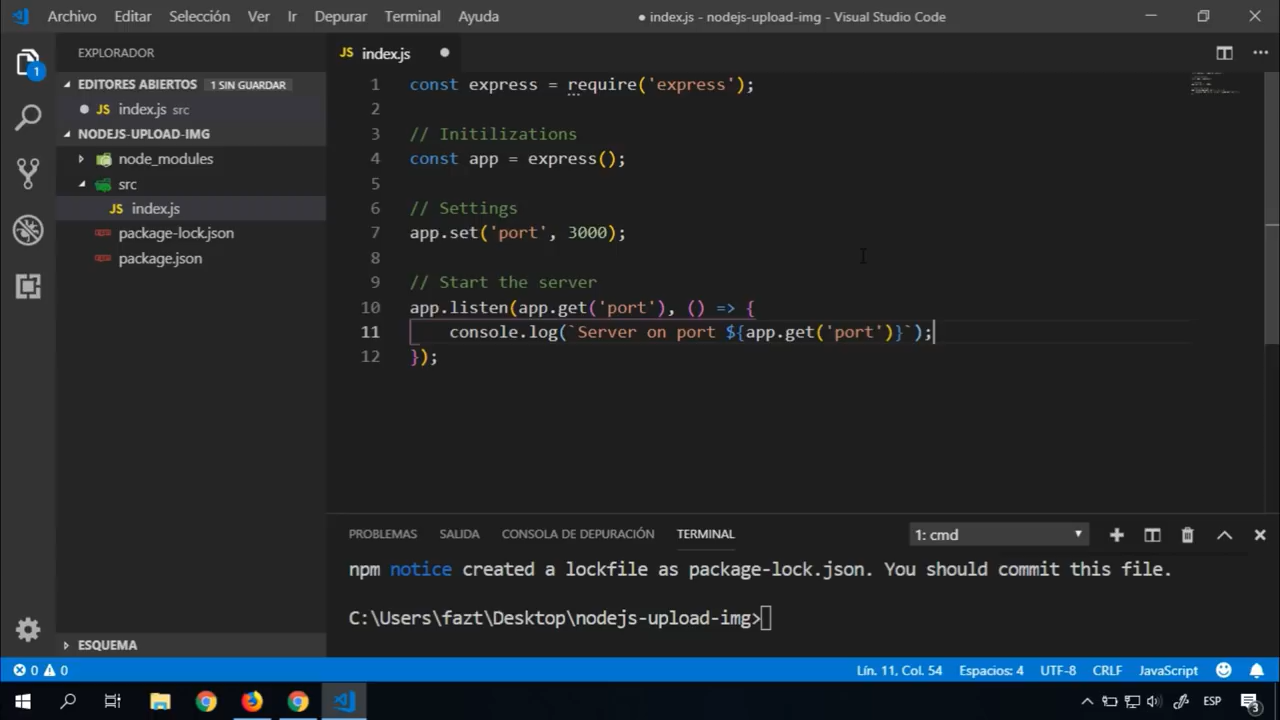 Archivo Editar Selección Ver Ir Depurar Terminal Ayuda
● index.js - nodejs-upload-img - Visual Studio Code
EXPLORADOR
EDITORES ABIERTOS 1 SIN GUARDAR
JS index.js src
NODEJS-UPLOAD-IMG
node_modules
src
JS index.js
package-lock.json
package.json
ESQUEMA
1
JS index.js
1 const express = require('express');
2
3 // Initilizations
4 const app = express();
5
6 // Settings
7 app.set('port', 3000);
8
9 // Start the server
10 app.listen(app.get('port'), () => {
11 console.log(`Server on port ${app.get('port')}`);
12 });
PROBLEMAS SALIDA CONSOLA DE DEPURACIÓN TERMINAL 1: cmd
npm notice created a lockfile as package-lock.json. You should commit this file.
C:\Users\fazt\Desktop\nodejs-upload-img>
0 0 Lín. 11, Col. 54 Espacios: 4 UTF-8 CRLF JavaScript
ESP 3